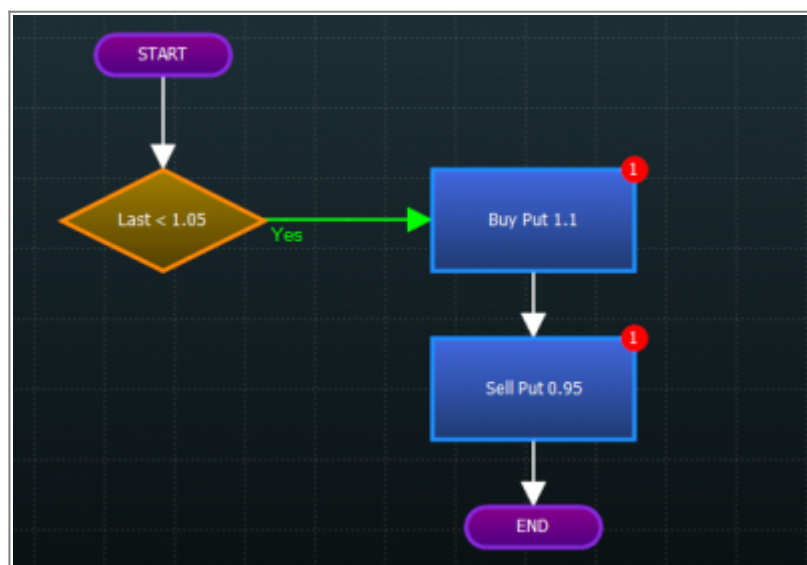 START
Last < 1.05
Yes
Buy Put 1.1
1
Sell Put 0.95
1
END